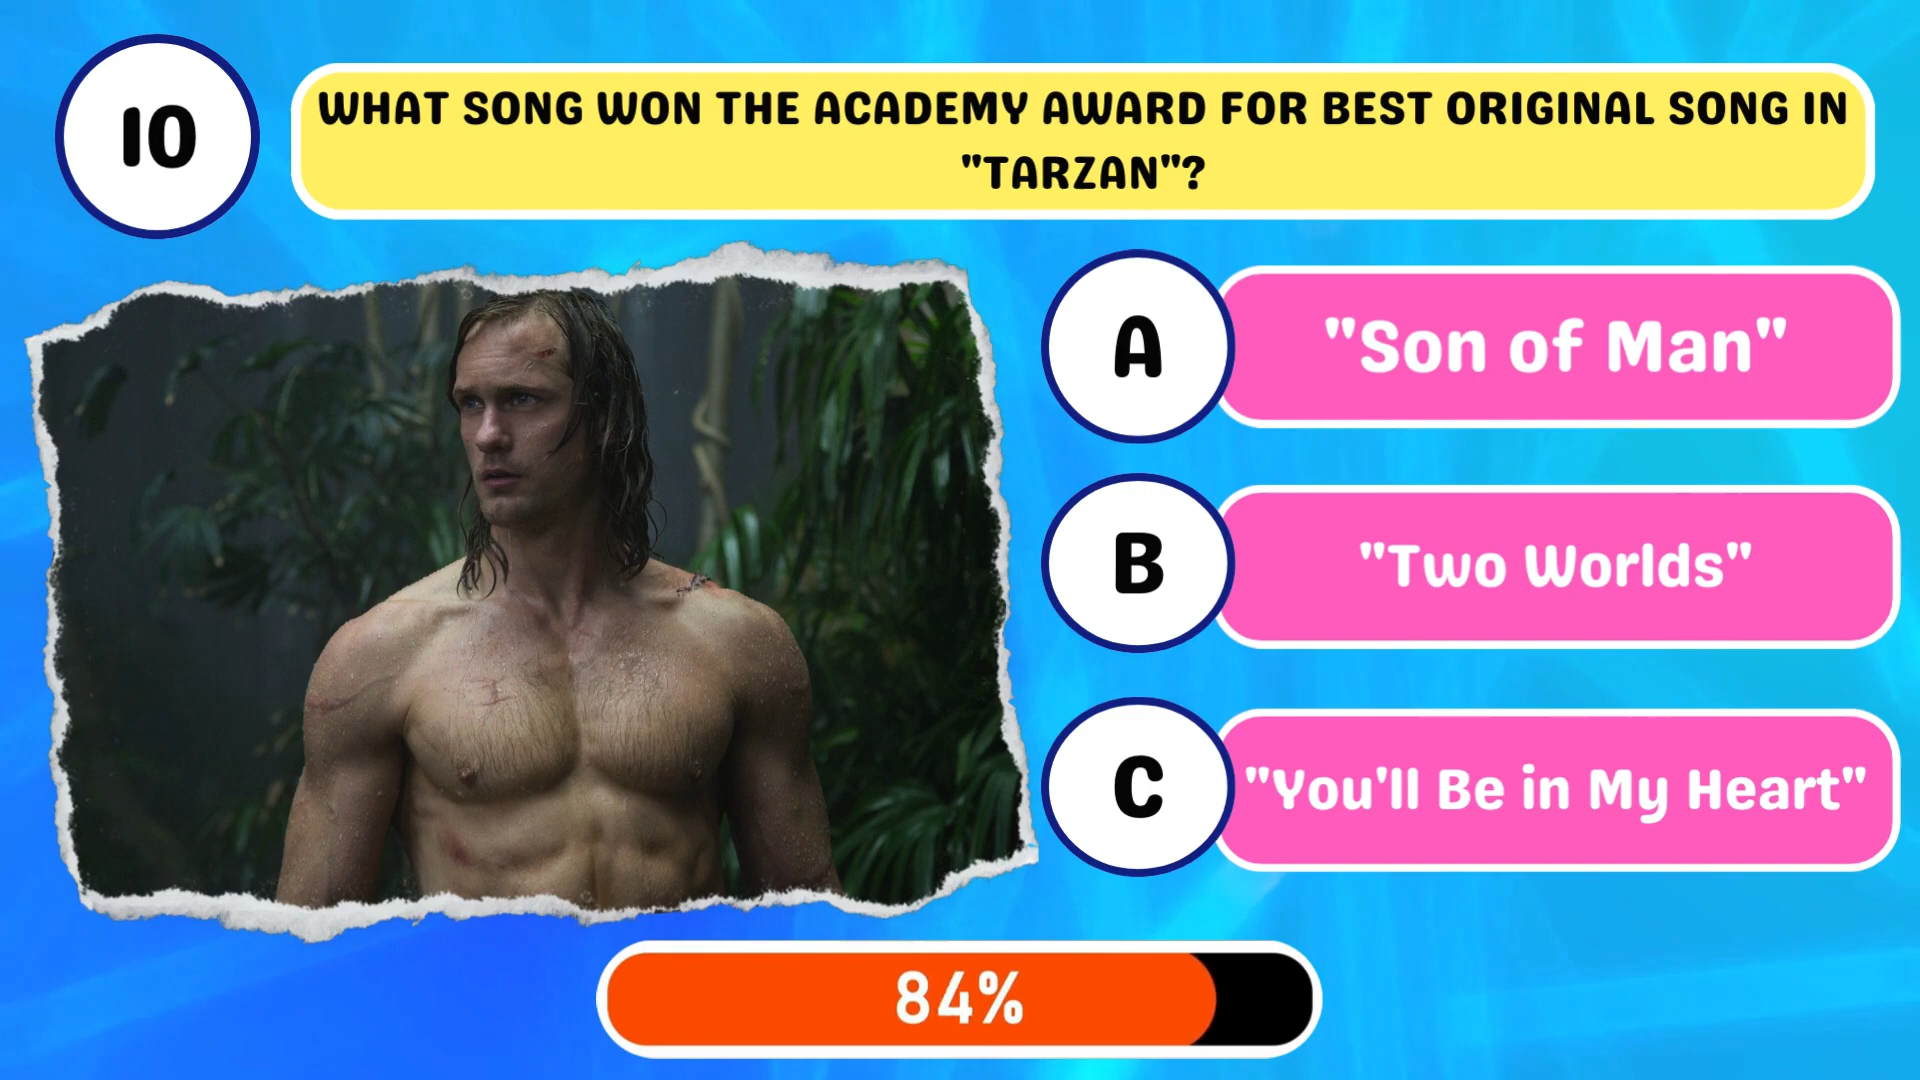 10
WHAT SONG WON THE ACADEMY AWARD FOR BEST ORIGINAL SONG IN
"TARZAN"?
A
"Son of Man"
B
"Two Worlds"
C
"You'll Be in My Heart"
84%